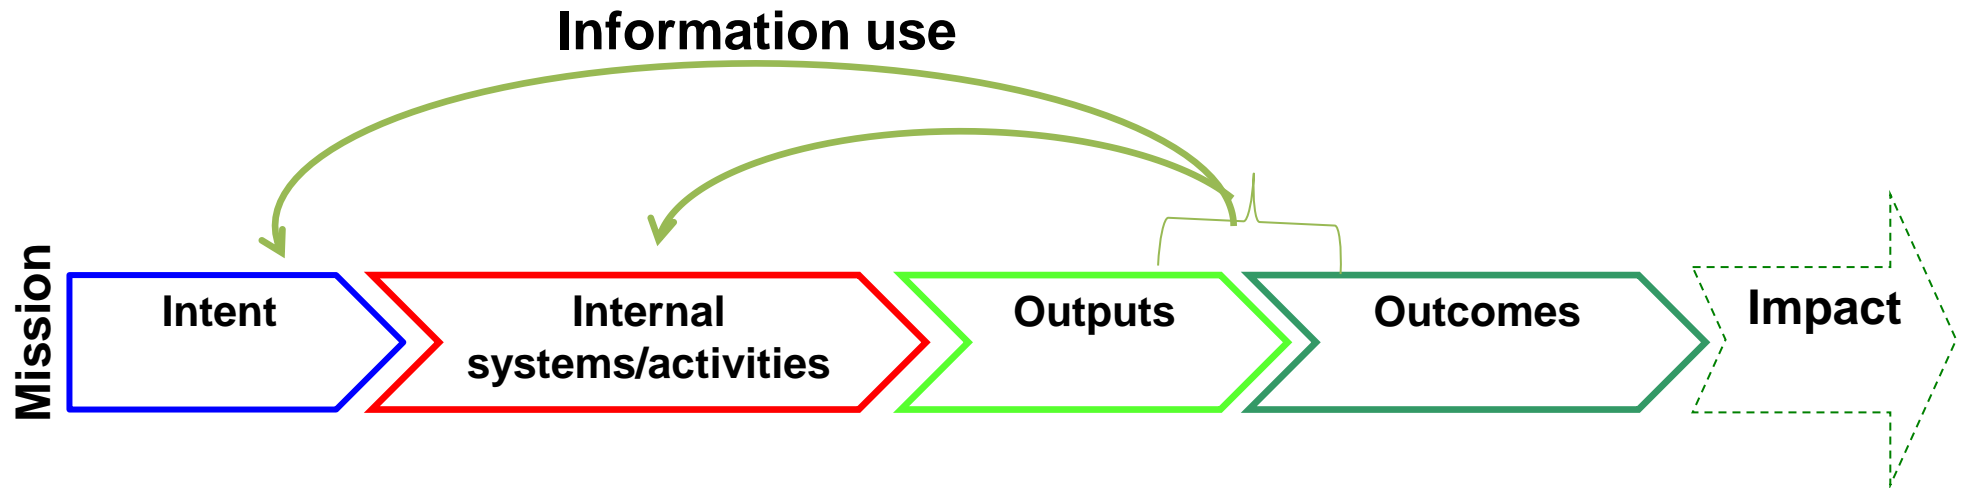 Information use
Mission
Intent
Internal
systems/activities
Outputs
Outcomes
Impact